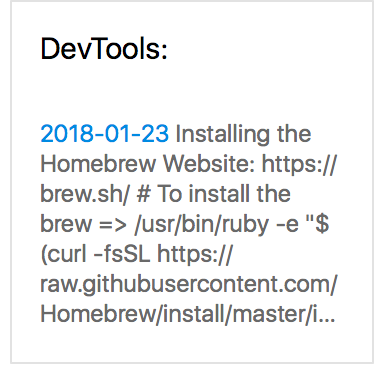 DevTools:
2018-01-23 Installing the
Homebrew Website: https://
brew.sh/ # To install the
brew => /usr/bin/ruby -e "$
(curl -fsSL https://
raw.githubusercontent.com/
Homebrew/install/master/i...